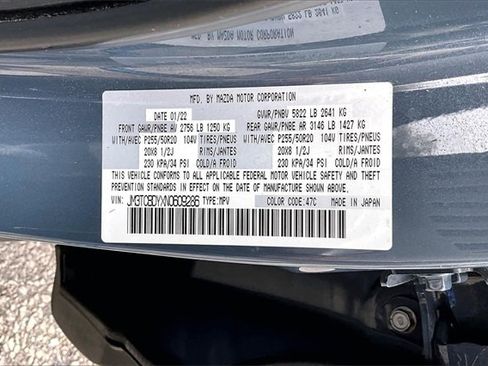 MFD. BY MAZDA MOTOR CORPORATION
DATE 01/22 GVWR/PNBV 5822 LB 2641 KG
FRONT GAWR/PNBE AV 2756 LB 1250 KG REAR GAWR/PNBE AR 3146 LB 1427 KG
WITH/AVEC P255/50R20 104V TIRES/PNEUS WITH/AVEC P255/50R20 104V TIRES/PNEUS
20X8 1/2J RIMS/JANTES 20X8 1/2J RIMS/JANTES
230 KPA/34 PSI COLD/A FROID 230 KPA/34 PSI COLD/A FROID
THIS VEHICLE CONFORMS TO ALL APPLICABLE FEDERAL MOTOR VEHICLE SAFETY, BUMPER, AND
THEFT PREVENTION STANDARDS IN EFFECT ON THE DATE OF MANUFACTURE SHOWN ABOVE.
VIN: JM3TCBDYXN0609286 TYPE:MPV COLOR CODE:47C MADE IN JAPAN